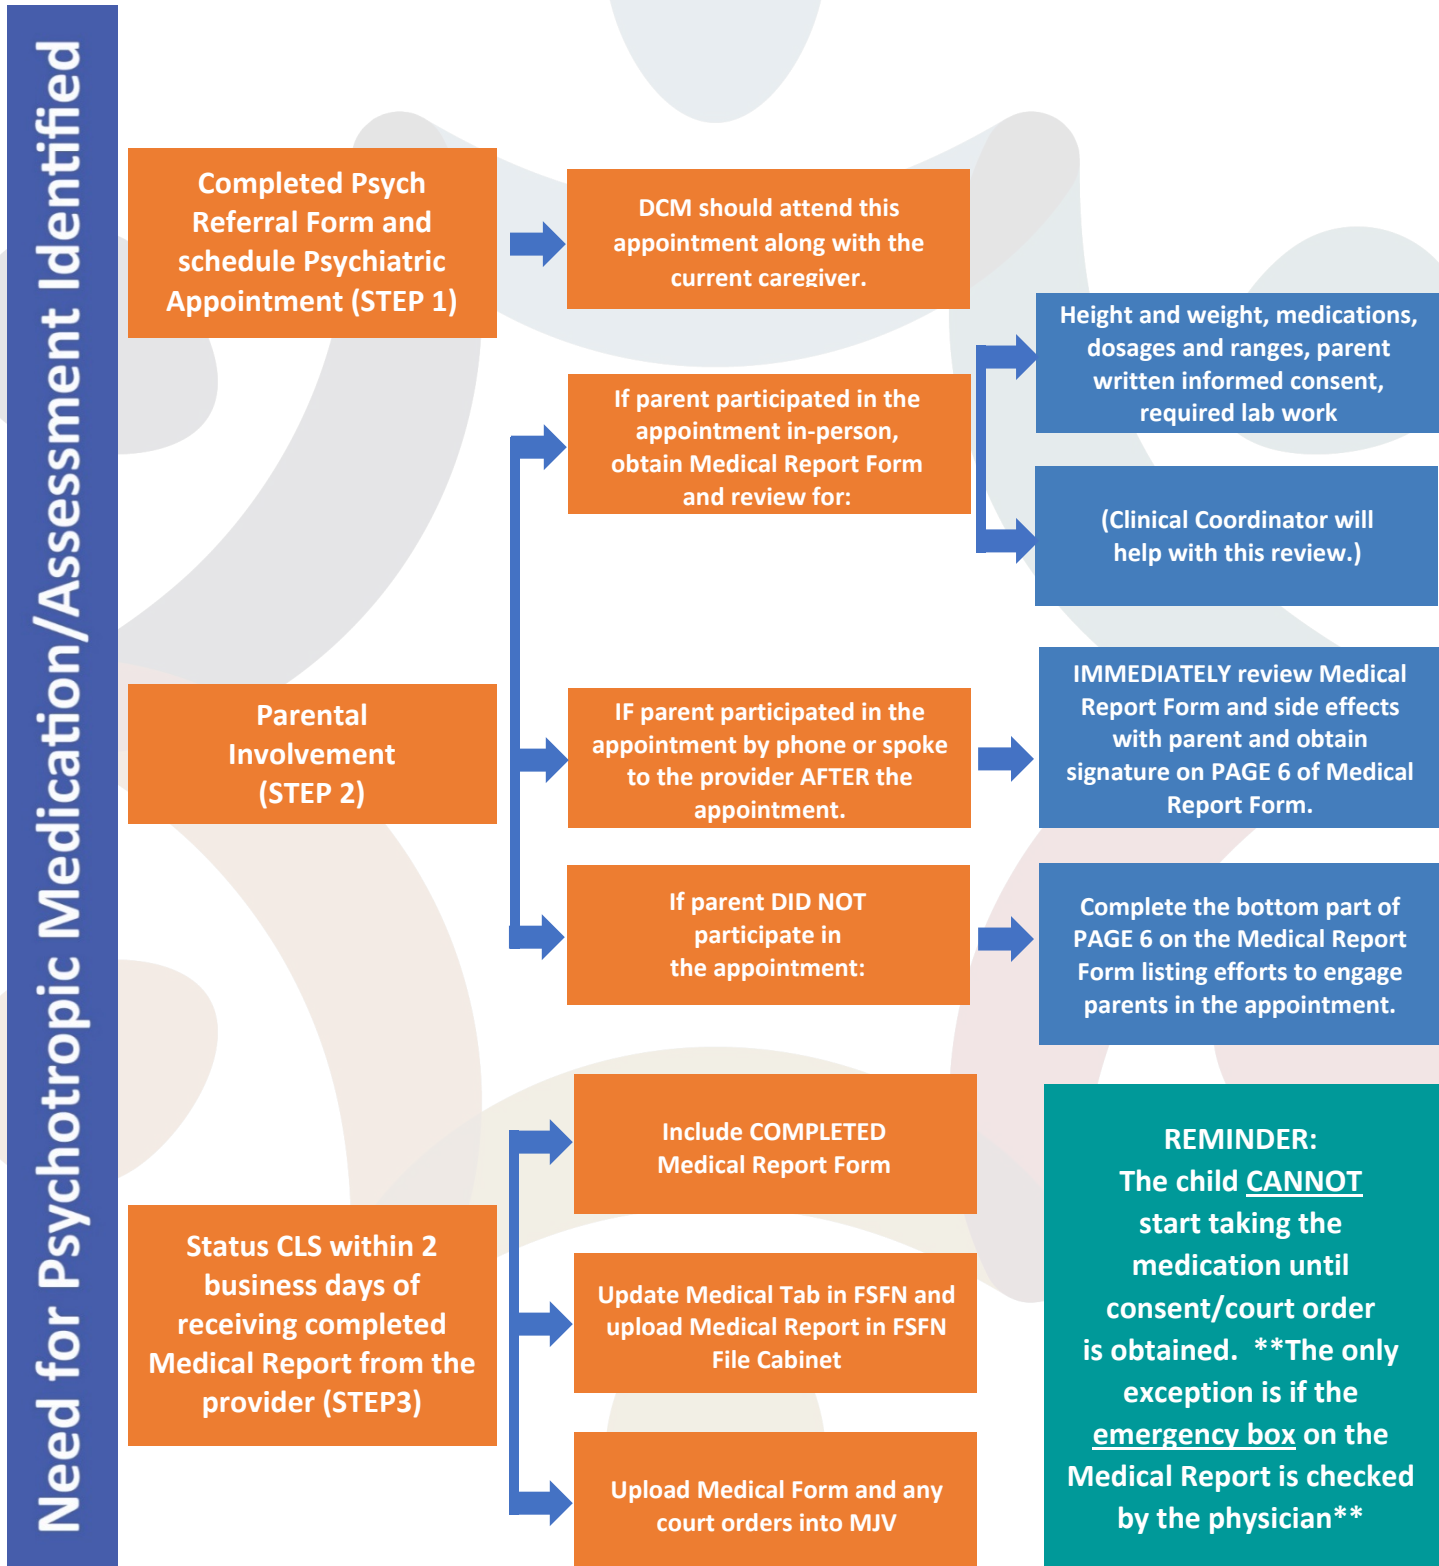 Need for Psychotropic Medication/Assessment Identified
Completed Psych
Referral Form and
schedule Psychiatric
Appointment (STEP 1)
DCM should attend this
appointment along with the
current caregiver.
If parent participated in the
appointment in-person,
obtain Medical Report Form
and review for:
Height and weight, medications,
dosages and ranges, parent
written informed consent,
required lab work
(Clinical Coordinator will
help with this review.)
Parental
Involvement
(STEP 2)
IF parent participated in the
appointment by phone or spoke
to the provider AFTER the
appointment.
IMMEDIATELY review Medical
Report Form and side effects
with parent and obtain
signature on PAGE 6 of Medical
Report Form.
If parent DID NOT
participate in
the appointment:
Complete the bottom part of
PAGE 6 on the Medical Report
Form listing efforts to engage
parents in the appointment.
Status CLS within 2
business days of
receiving completed
Medical Report from the
provider (STEP3)
Include COMPLETED
Medical Report Form
Update Medical Tab in FSFN and
upload Medical Report in FSFN
File Cabinet
Upload Medical Form and any
court orders into MJV
REMINDER:
The child CANNOT
start taking the
medication until
consent/court order
is obtained.  **The only
exception is if the
emergency box on the
Medical Report is checked
by the physician**